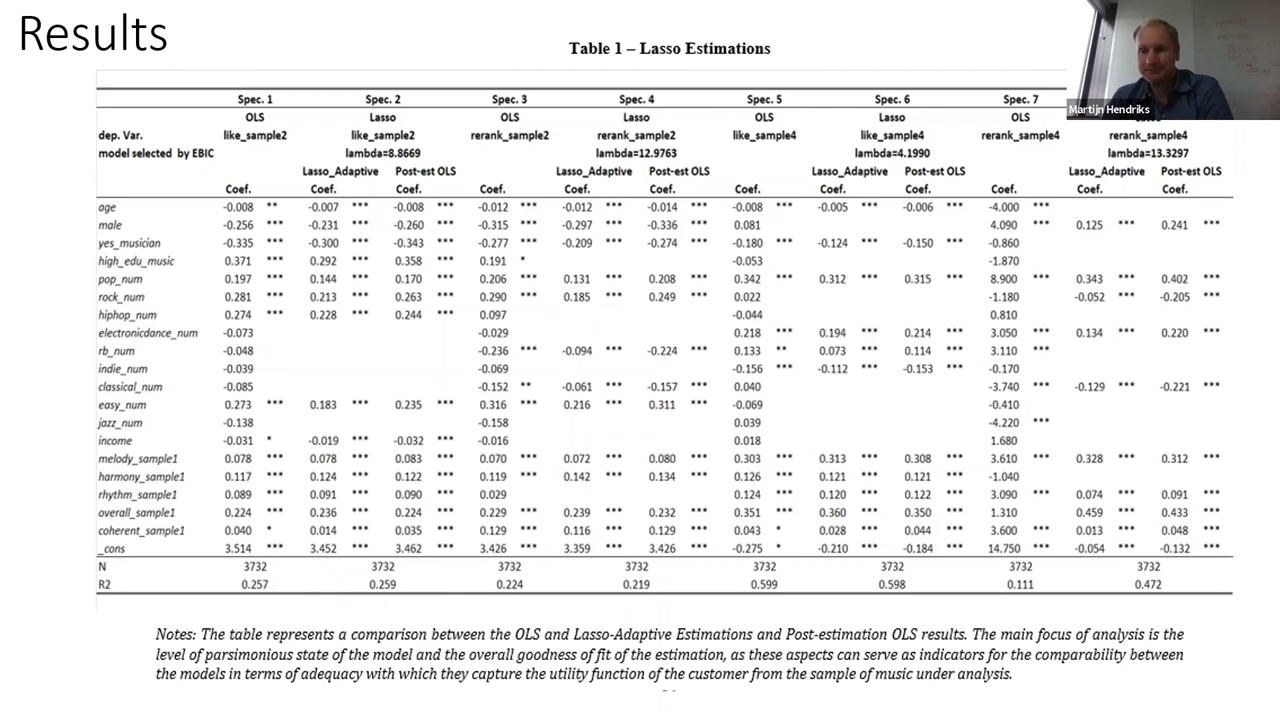 Results
Table 1 – Lasso Estimations
Martijn Hendriks
Spec. 1 Spec. 2 Spec. 3 Spec. 4 Spec. 5 Spec. 6 Spec. 7
OLS Lasso OLS Lasso OLS Lasso OLS
dep. Var. like_sample2 like_sample2 rerank_sample2 rerank_sample2 like_sample4 like_sample4 rerank_sample4 rerank_sample4
model selected by EBIC lambda=8.8669 lambda=12.9763 lambda=4.1990 lambda=13.3297
Lasso_Adaptive Post-est OLS Lasso_Adaptive Post-est OLS Lasso_Adaptive Post-est OLS Lasso_Adaptive Post-est OLS
Coef. Coef. Coef. Coef. Coef. Coef. Coef. Coef. Coef. Coef. Coef. Coef.
age -0.008 ** -0.007 *** -0.008 *** -0.012 *** -0.012 *** -0.014 *** -0.008 *** -0.005 *** -0.006 *** -4.000 ***
male -0.256 *** -0.231 *** -0.260 *** -0.315 *** -0.297 *** -0.336 *** 0.081 4.090 *** 0.125 *** 0.241 ***
yes_musician -0.335 *** -0.300 *** -0.343 *** -0.277 *** -0.209 *** -0.274 *** -0.180 *** -0.124 *** -0.150 *** -0.860
high_edu_music 0.371 *** 0.292 *** 0.358 *** 0.191 * -0.053 -1.870
pop_num 0.197 *** 0.144 *** 0.170 *** 0.206 *** 0.131 *** 0.208 *** 0.342 *** 0.312 *** 0.315 *** 8.900 *** 0.343 *** 0.402 ***
rock_num 0.281 *** 0.213 *** 0.263 *** 0.290 *** 0.185 *** 0.249 *** 0.022 -1.180 -0.052 *** -0.205 ***
hiphop_num 0.274 *** 0.228 *** 0.244 *** 0.097 -0.044 0.810
electronicdance_num -0.073 -0.029 0.218 *** 0.194 *** 0.214 *** 3.050 *** 0.134 *** 0.220 ***
rb_num -0.048 -0.236 *** -0.094 *** -0.224 *** 0.133 ** 0.073 *** 0.114 *** 3.110 ***
indie_num -0.039 -0.069 -0.156 *** -0.112 *** -0.153 *** -0.170
classical_num -0.085 -0.152 ** -0.061 *** -0.157 *** 0.040 -3.740 *** -0.129 *** -0.221 ***
easy_num 0.273 *** 0.183 *** 0.235 *** 0.316 *** 0.216 *** 0.311 *** -0.069 -0.410
jazz_num -0.138 -0.158 0.039 -4.220 ***
income -0.031 * -0.019 *** -0.032 *** -0.016 0.018 1.680
melody_sample1 0.078 *** 0.078 *** 0.083 *** 0.070 *** 0.072 *** 0.080 *** 0.303 *** 0.313 *** 0.308 *** 3.610 *** 0.328 *** 0.312 ***
harmony_sample1 0.117 *** 0.124 *** 0.122 *** 0.119 *** 0.142 *** 0.134 *** 0.126 *** 0.121 *** 0.121 *** -1.040
rhythm_sample1 0.089 *** 0.091 *** 0.090 *** 0.029 0.124 *** 0.120 *** 0.122 *** 3.090 *** 0.074 *** 0.091 ***
overall_sample1 0.224 *** 0.236 *** 0.224 *** 0.229 *** 0.239 *** 0.232 *** 0.351 *** 0.360 *** 0.350 *** 1.310 0.459 *** 0.433 ***
coherent_sample1 0.040 * 0.014 *** 0.035 *** 0.129 *** 0.116 *** 0.129 *** 0.043 * 0.028 *** 0.044 *** 3.600 *** 0.013 *** 0.048 ***
_cons 3.514 *** 3.452 *** 3.462 *** 3.426 *** 3.359 *** 3.426 *** -0.275 * -0.210 *** -0.184 *** 14.750 *** -0.054 *** -0.132 ***
N 3732 3732 3732 3732 3732 3732 3732 3732
R2 0.257 0.259 0.224 0.219 0.599 0.598 0.111 0.472
Notes: The table represents a comparison between the OLS and Lasso-Adaptive Estimations and Post-estimation OLS results. The main focus of analysis is the
level of parsimonious state of the model and the overall goodness of fit of the estimation, as these aspects can serve as indicators for the comparability between
the models in terms of adequacy with which they capture the utility function of the customer from the sample of music under analysis.